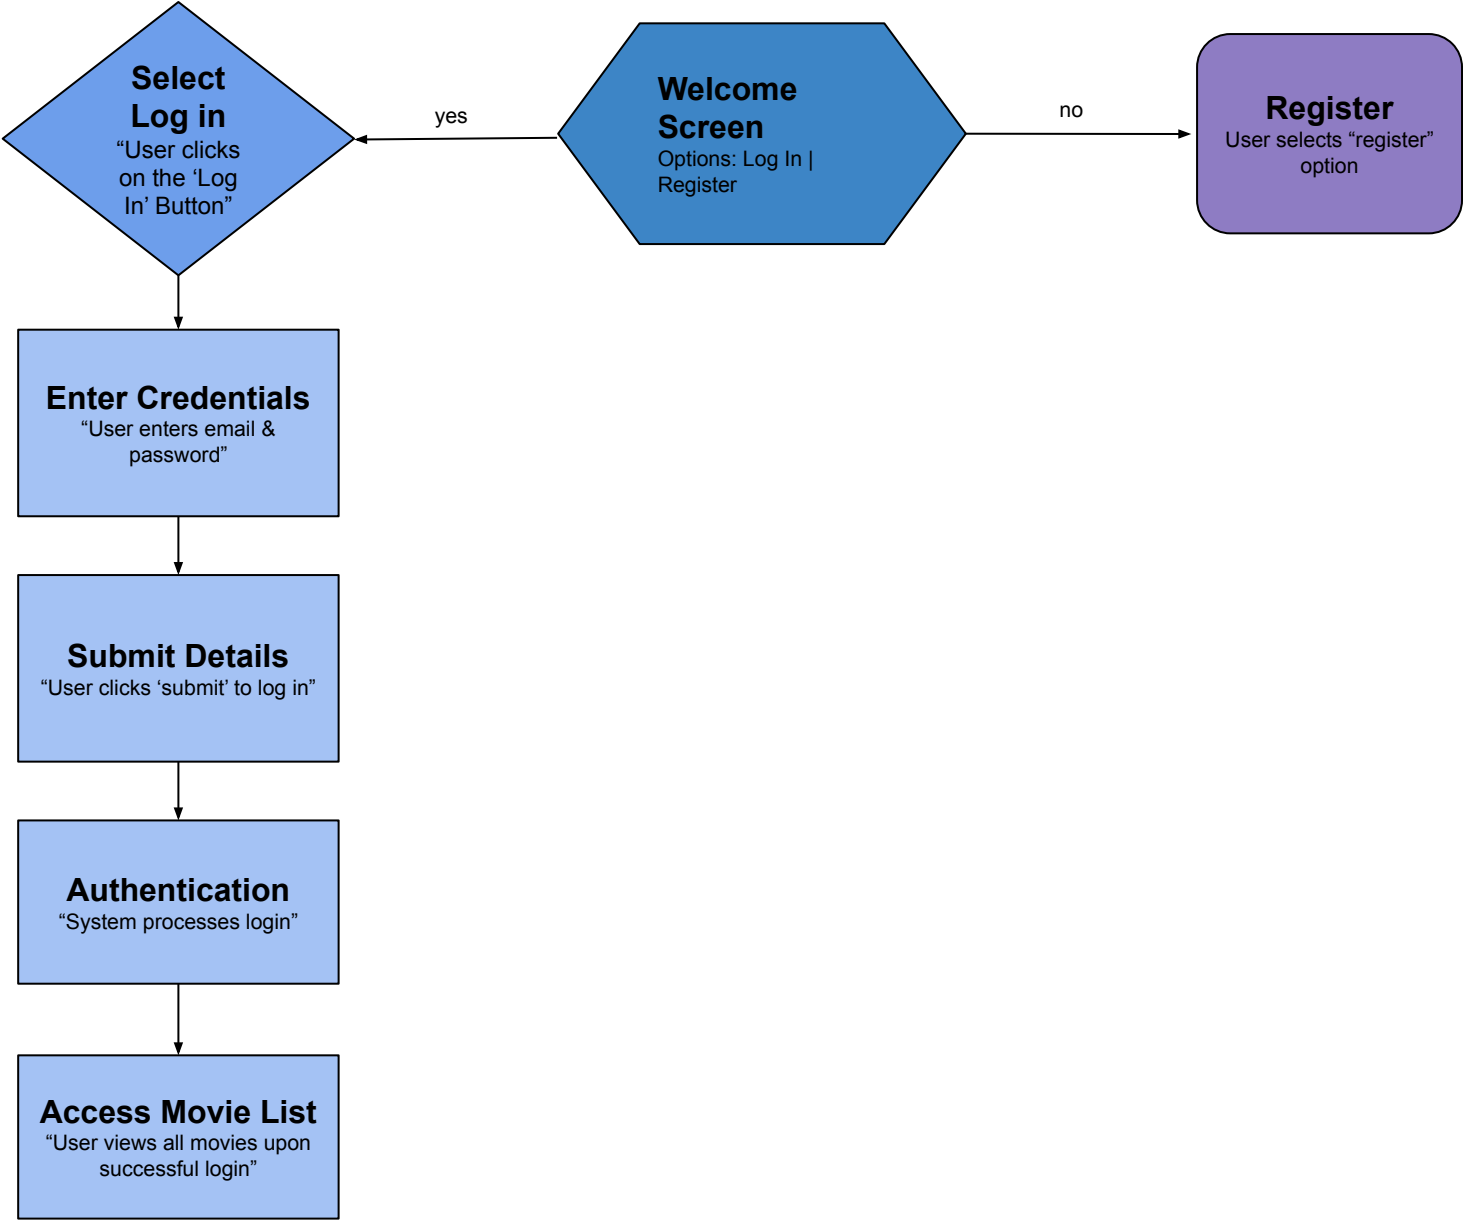 Select
Log in
“User clicks
on the ‘Log
In’ Button”
yes
Welcome
Screen
Options: Log In |
Register
no
Register
User selects “register”
option
Enter Credentials
“User enters email &
password”
Submit Details
“User clicks ‘submit’ to log in”
Authentication
“System processes login”
Access Movie List
“User views all movies upon
successful login”